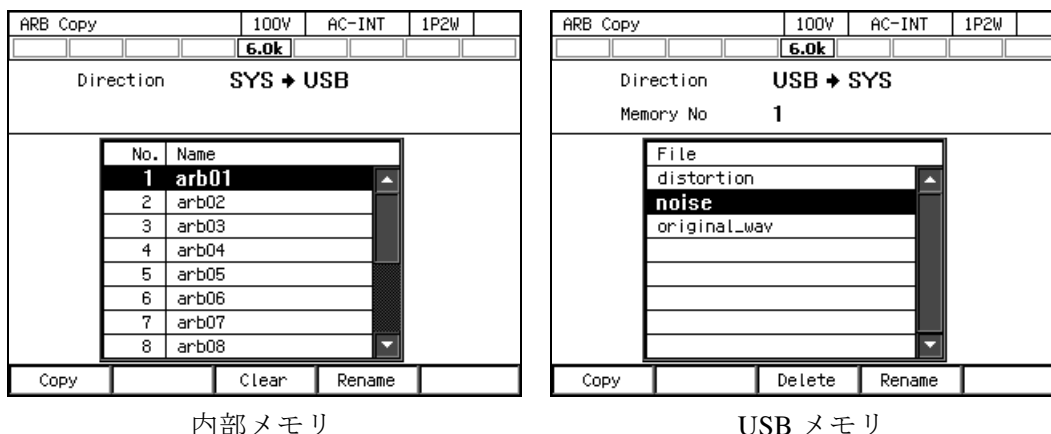 ARB Copy 100V AC-INT 1P2W
6.0k
Direction SYS → USB
No. Name
1 arb01
2 arb02
3 arb03
4 arb04
5 arb05
6 arb06
7 arb07
8 arb08
Copy Clear Rename
内部メモリ
ARB Copy 100V AC-INT 1P2W
6.0k
Direction USB → SYS
Memory No 1
File
distortion
noise
original_wav
Copy Delete Rename
USB メモリ